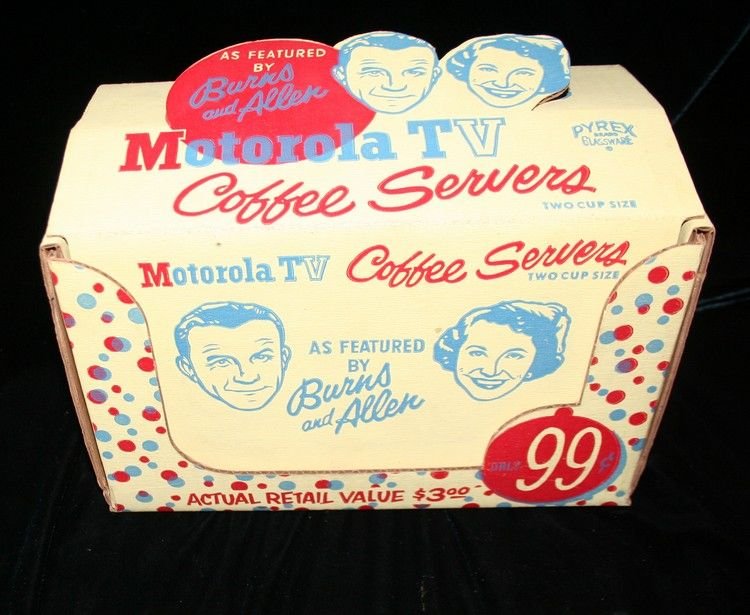 AS FEATURED
BY
Burns
and Allen
Motorola TV
Coffee Servers
TWO CUP SIZE
PYREX
BRAND
GLASSWARE
®
Motorola TV
Coffee Servers
TWO CUP SIZE
AS FEATURED
BY
Burns
and Allen
ONLY 99¢
ACTUAL RETAIL VALUE $3.00